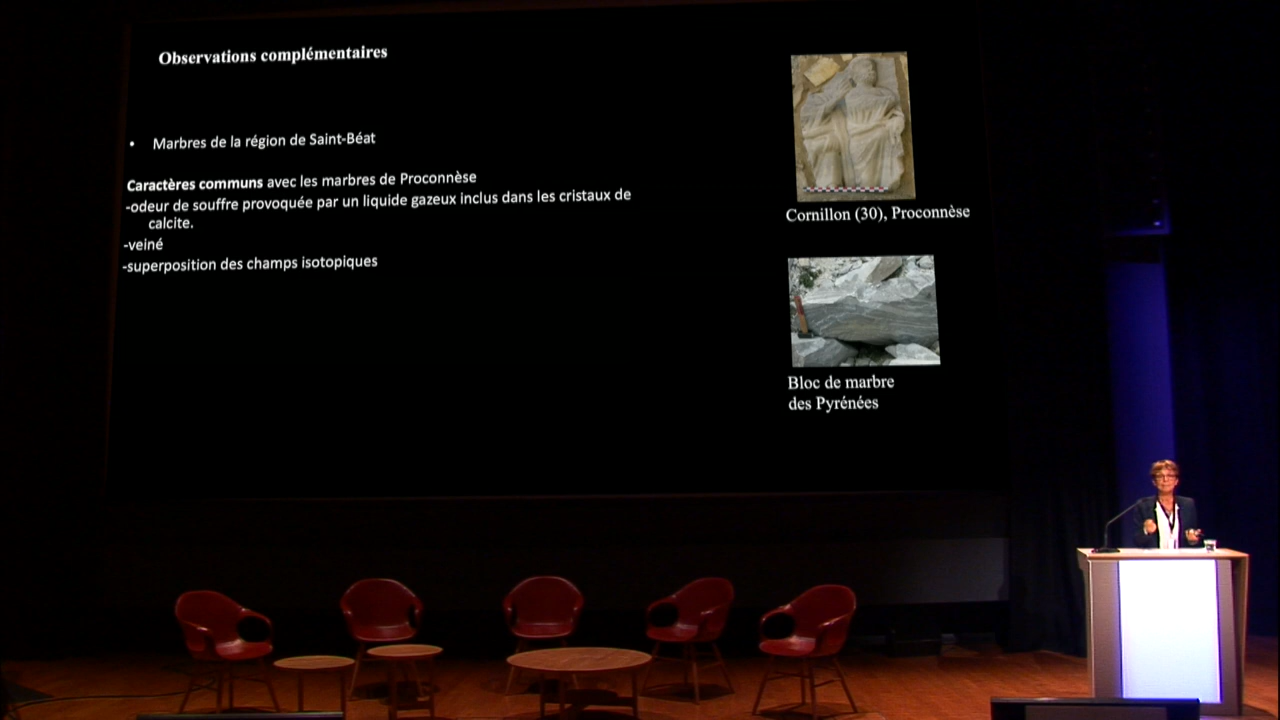 Observations complémentaires
• Marbres de la région de Saint-Béat
Caractères communs avec les marbres de Proconnèse
-odeur de souffre provoquée par un liquide gazeux inclus dans les cristaux de
calcite.
-veiné
-superposition des champs isotopiques
Cornillon (30), Proconnèse
Bloc de marbre
des Pyrénées